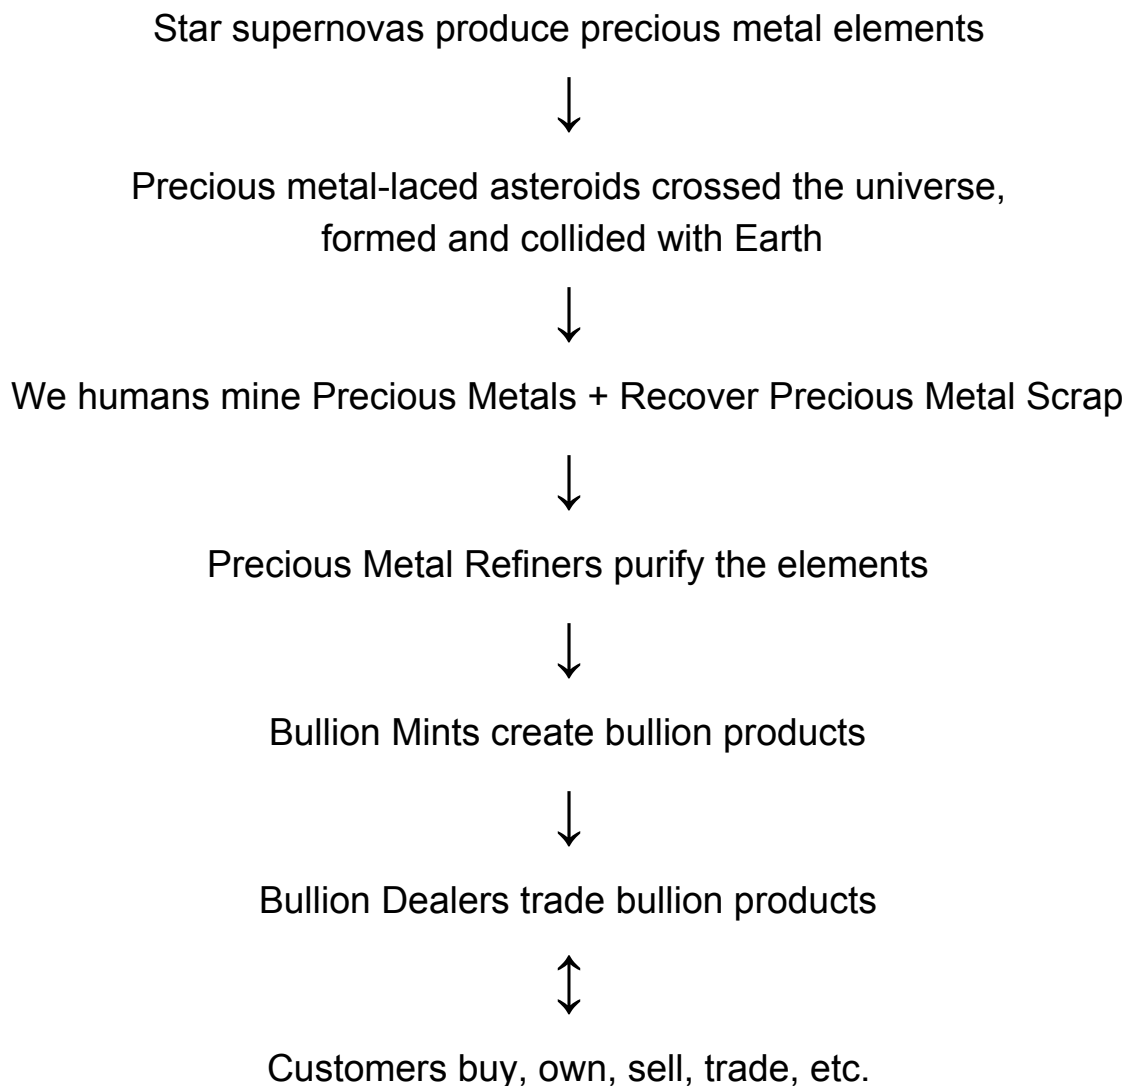 Star supernovas produce precious metal elements
↓
Precious metal-laced asteroids crossed the universe,
formed and collided with Earth
↓
We humans mine Precious Metals + Recover Precious Metal Scrap
↓
Precious Metal Refiners purify the elements
↓
Bullion Mints create bullion products
↓
Bullion Dealers trade bullion products
↕
Customers buy, own, sell, trade, etc.